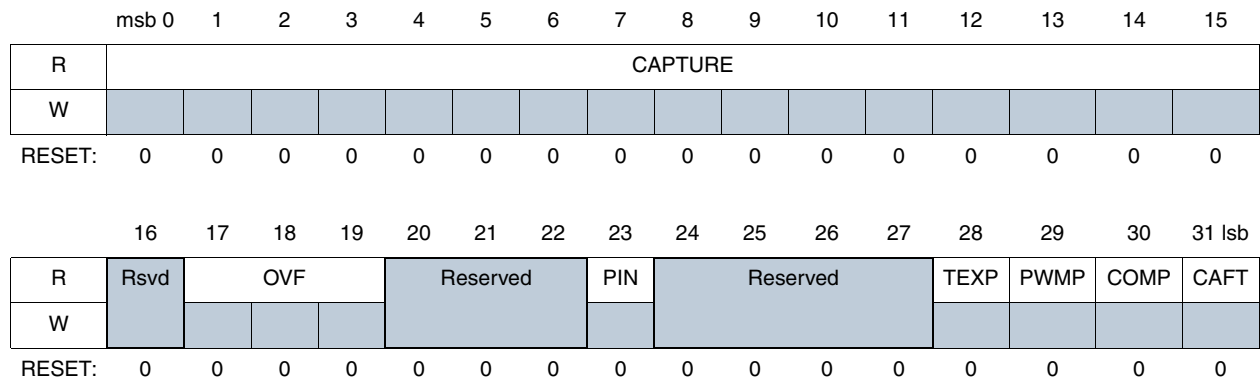 msb 0 1 2 3 4 5 6 7 8 9 10 11 12 13 14 15
R CAPTURE
W
RESET: 0 0 0 0 0 0 0 0 0 0 0 0 0 0 0 0
16 17 18 19 20 21 22 23 24 25 26 27 28 29 30 31 lsb
R Rsvd OVF Reserved PIN Reserved TEXP PWMP COMP CAFT
W
RESET: 0 0 0 0 0 0 0 0 0 0 0 0 0 0 0 0